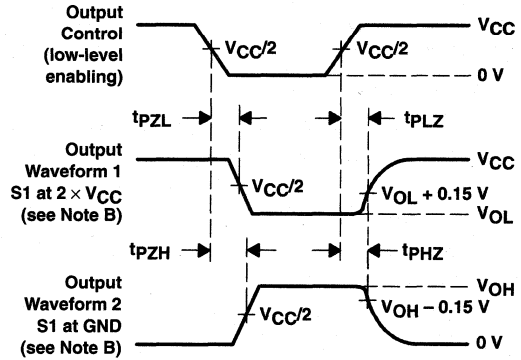 Output
Control
(low-level
enabling)
VCC/2
VCC/2
VCC
0 V
tPZL
tPLZ
Output
Waveform 1
S1 at 2 × VCC
(see Note B)
VCC/2
VCC
VOL + 0.15 V
VOL
tPZH
tPHZ
Output
Waveform 2
S1 at GND
(see Note B)
VCC/2
VOH
VOH – 0.15 V
0 V